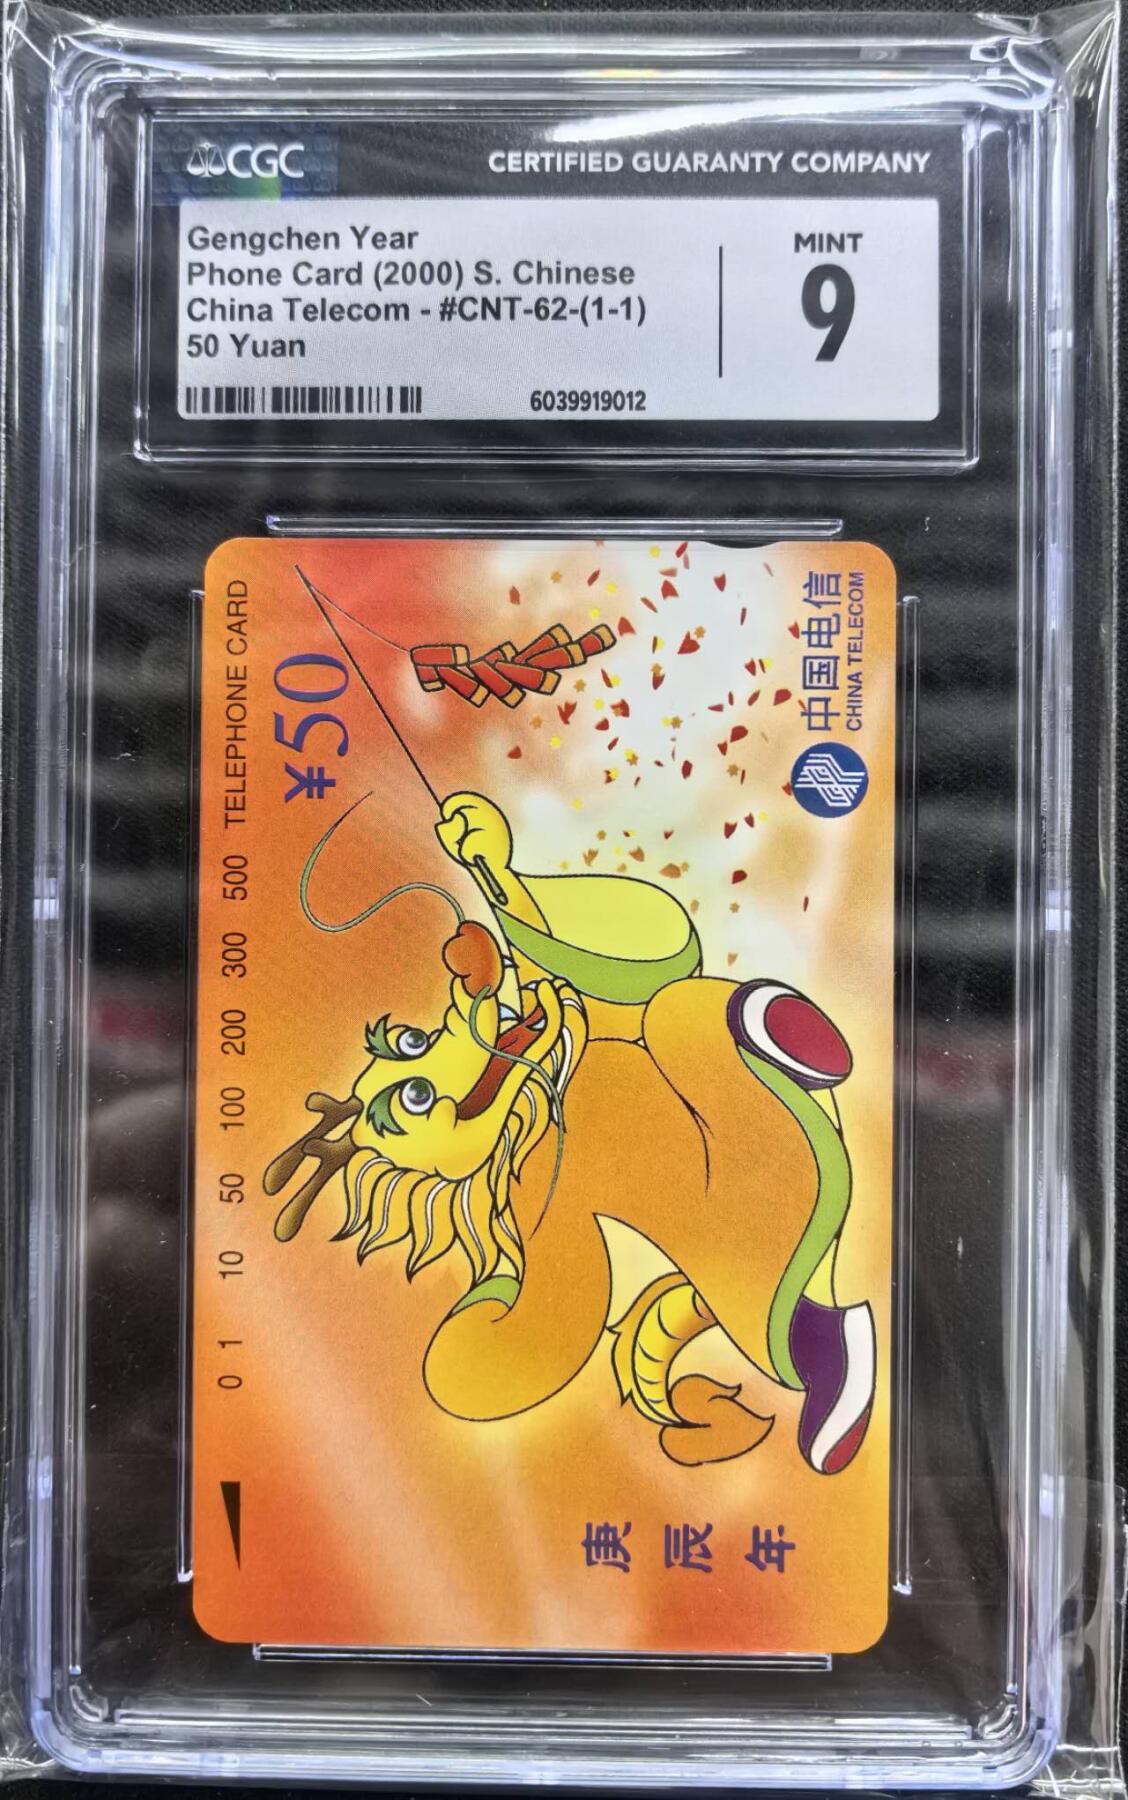 CGC
CERTIFIED GUARANTY COMPANY
Gengchen Year
Phone Card (2000) S. Chinese
China Telecom - #CNT-62-(1-1)
50 Yuan
MINT
9
6039919012
0 1 10 50 100 200 300 500 TELEPHONE CARD
¥50
中国电信
CHINA TELECOM
庚辰年